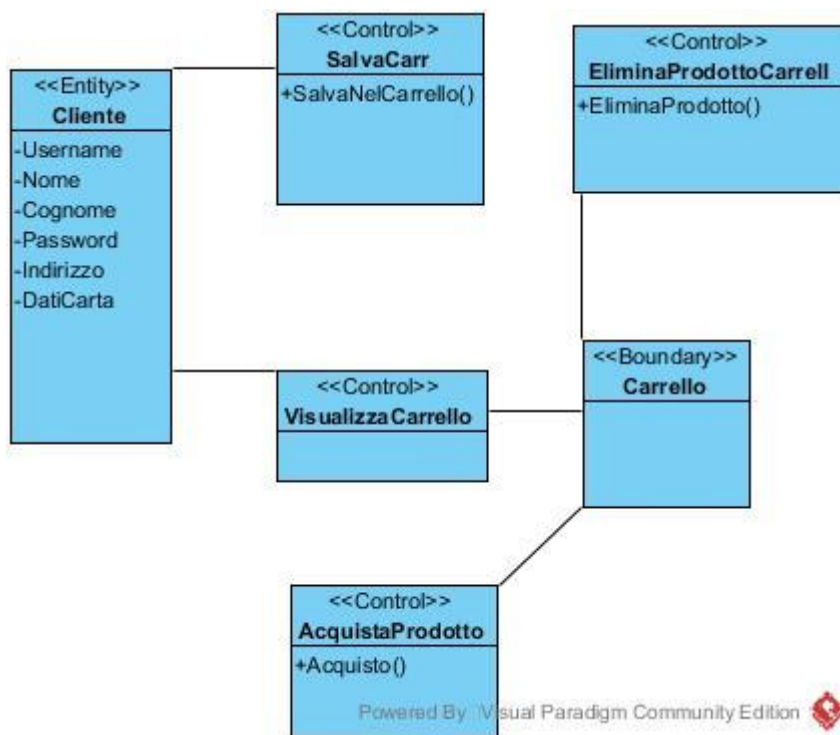 <<Entity>>
Cliente
-Username
-Nome
-Cognome
-Password
-Indirizzo
-DatiCarta
<<Control>>
SalvaCarr
+SalvaNelCarrello()
<<Control>>
EliminaProdottoCarrell
+EliminaProdotto()
<<Control>>
VisualizzaCarrello
<<Boundary>>
Carrello
<<Control>>
AcquistaProdotto
+Acquisto()
Powered By Visual Paradigm Community Edition